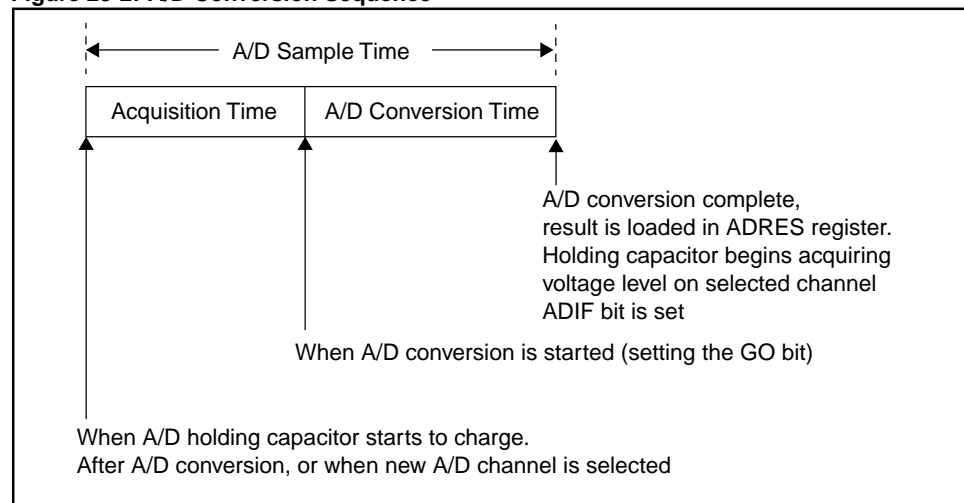 A/D Sample Time
Acquisition Time
A/D Conversion Time
A/D conversion complete,
result is loaded in ADRES register.
Holding capacitor begins acquiring
voltage level on selected channel
ADIF bit is set
When A/D conversion is started (setting the GO bit)
When A/D holding capacitor starts to charge.
After A/D conversion, or when new A/D channel is selected